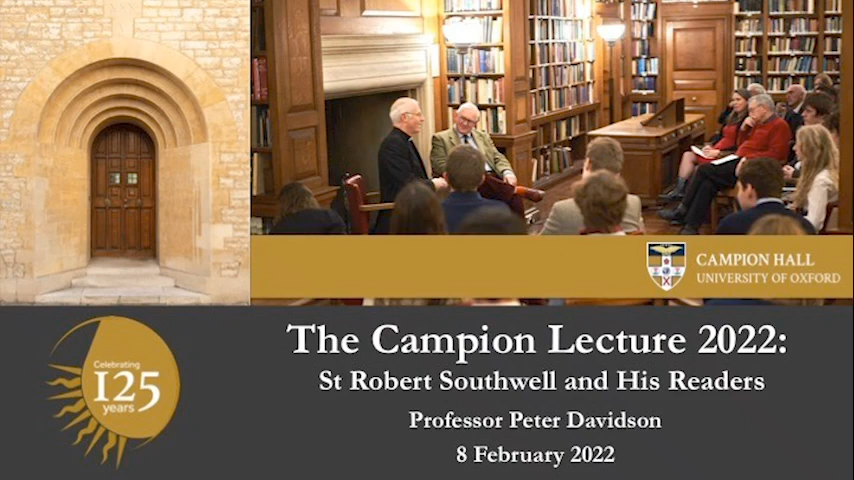 CAMPION HALL
UNIVERSITY OF OXFORD
Celebrating
125
years
The Campion Lecture 2022:
St Robert Southwell and His Readers
Professor Peter Davidson
8 February 2022